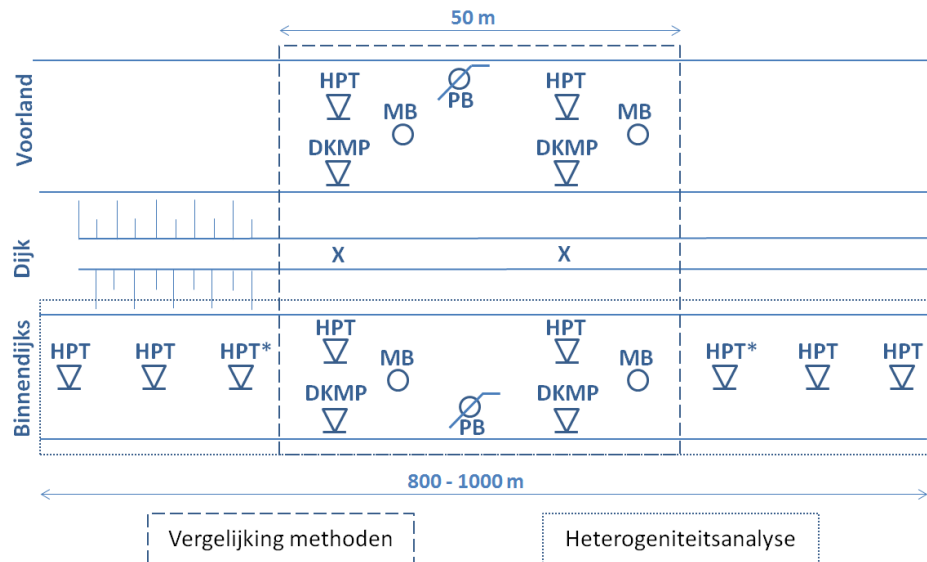 50 m
Voorland
HPT
PB
HPT
MB
MB
DKMP
DKMP
Dijk
X
X
Binnendijks
HPT
HPT
HPT
HPT
HPT*
MB
MB
HPT*
HPT
HPT
DKMP
DKMP
PB
800 - 1000 m
Vergelijking methoden
Heterogeniteitsanalyse